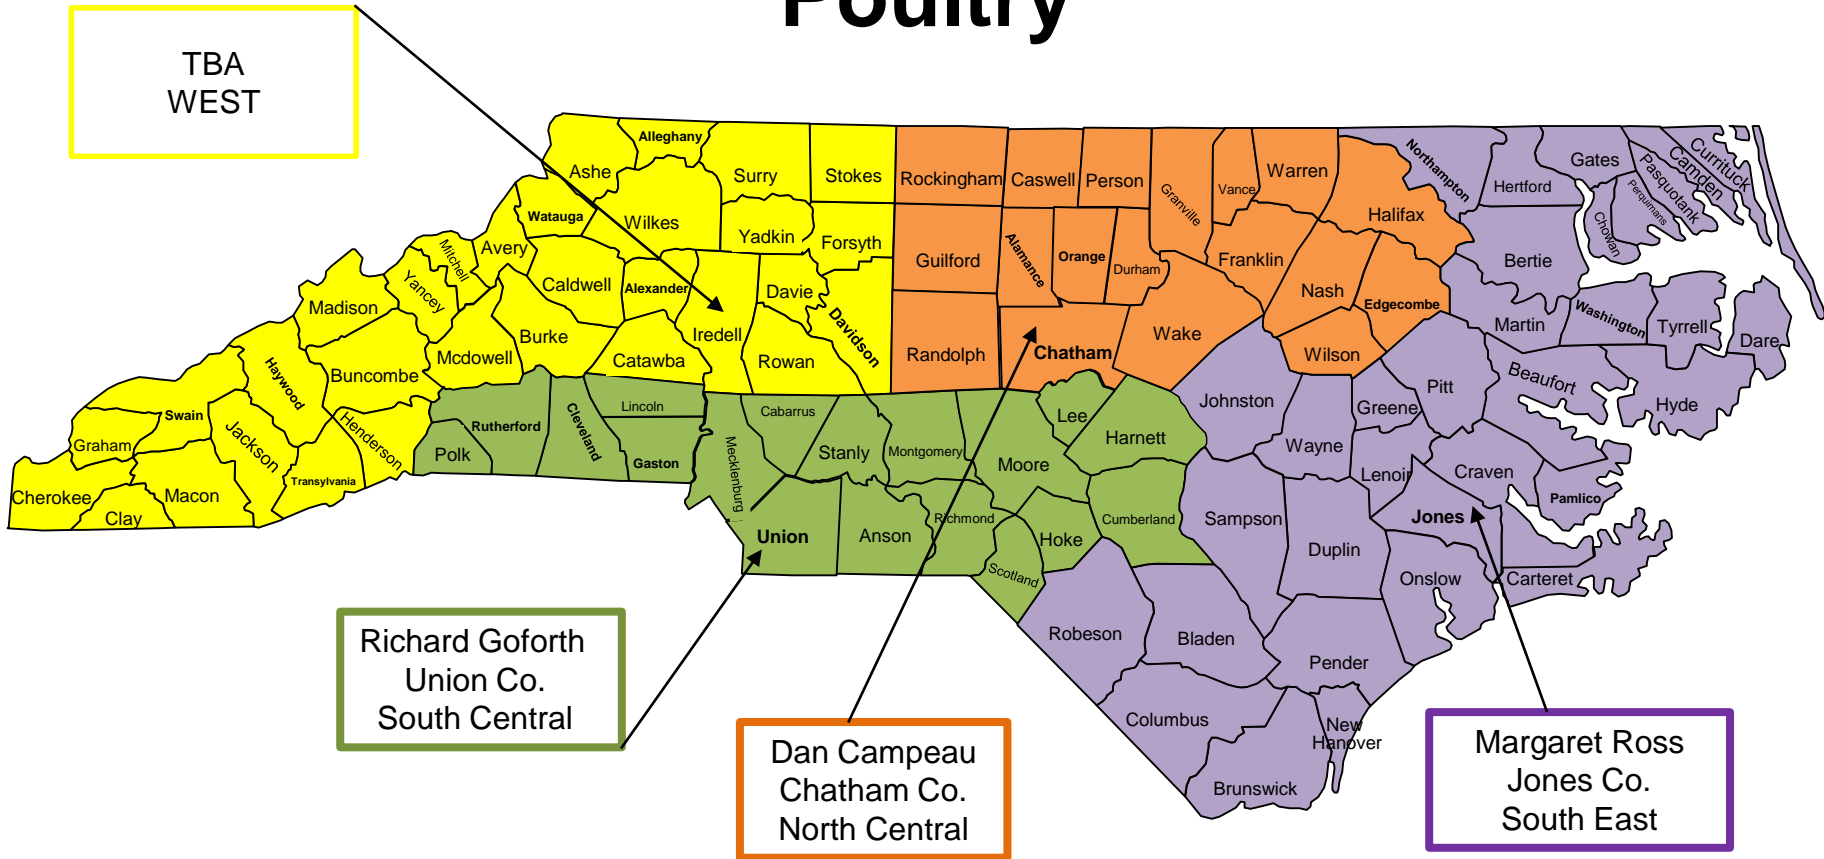 Poultry
TBA
WEST
Alleghany
Ashe
Surry
Stokes
Rockingham
Caswell
Person
Granville
Vance
Warren
Northampton
Hertford
Gates
Currituck
Camden
Pasquotank
Perquimans
Chowan
Watauga
Wilkes
Yadkin
Forsyth
Guilford
Alamance
Orange
Durham
Franklin
Halifax
Bertie
Mitchell
Avery
Yancey
Caldwell
Alexander
Davie
Davidson
Nash
Edgecombe
Madison
Iredell
Martin
Washington
Tyrrell
Dare
Mcdowell
Burke
Catawba
Rowan
Randolph
Chatham
Wake
Wilson
Haywood
Buncombe
Pitt
Beaufort
Hyde
Swain
Graham
Jackson
Henderson
Rutherford
Polk
Cleveland
Lincoln
Gaston
Mecklenburg
Cabarrus
Stanly
Montgomery
Moore
Lee
Harnett
Johnston
Wayne
Greene
Lenoir
Craven
Pamlico
Cherokee
Clay
Macon
Transylvania
Union
Anson
Richmond
Scotland
Hoke
Cumberland
Sampson
Duplin
Jones
Onslow
Carteret
Robeson
Bladen
Pender
Columbus
New
Hanover
Brunswick
Richard Goforth
Union Co.
South Central
Dan Campeau
Chatham Co.
North Central
Margaret Ross
Jones Co.
South East